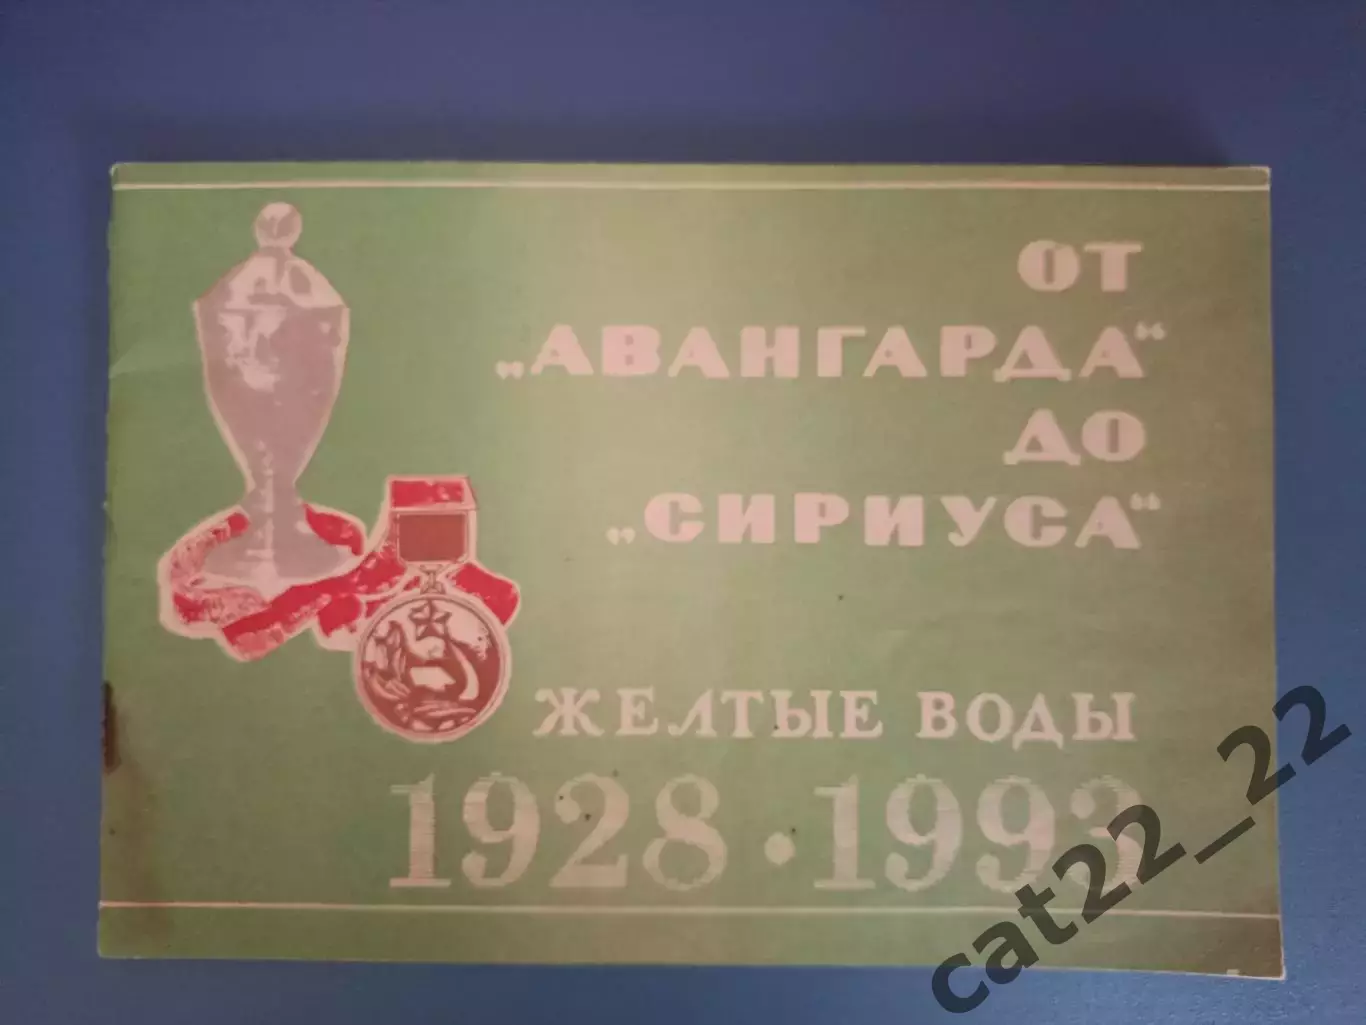 ОТ
„АВАНГАРДА“
ДО
„СИРИУСА“
ЖЕЛТЫЕ ВОДЫ
1928·1993
cat22_22